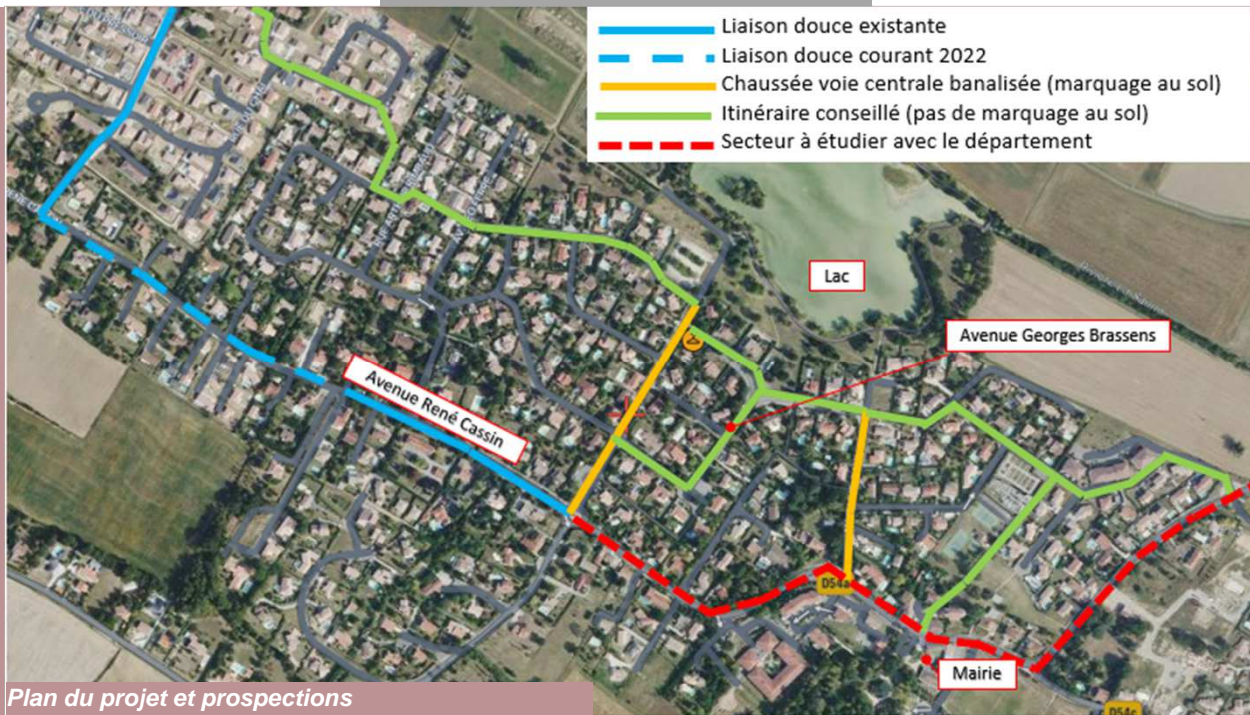 Liaison douce existante
Liaison douce courant 2022
Chaussée voie centrale banalisée (marquage au sol)
Itinéraire conseillé (pas de marquage au sol)
Secteur à étudier avec le département
Lac
Avenue Georges Brassens
Avenue René Cassin
D54a
Mairie
Plan du projet et prospections
D54c